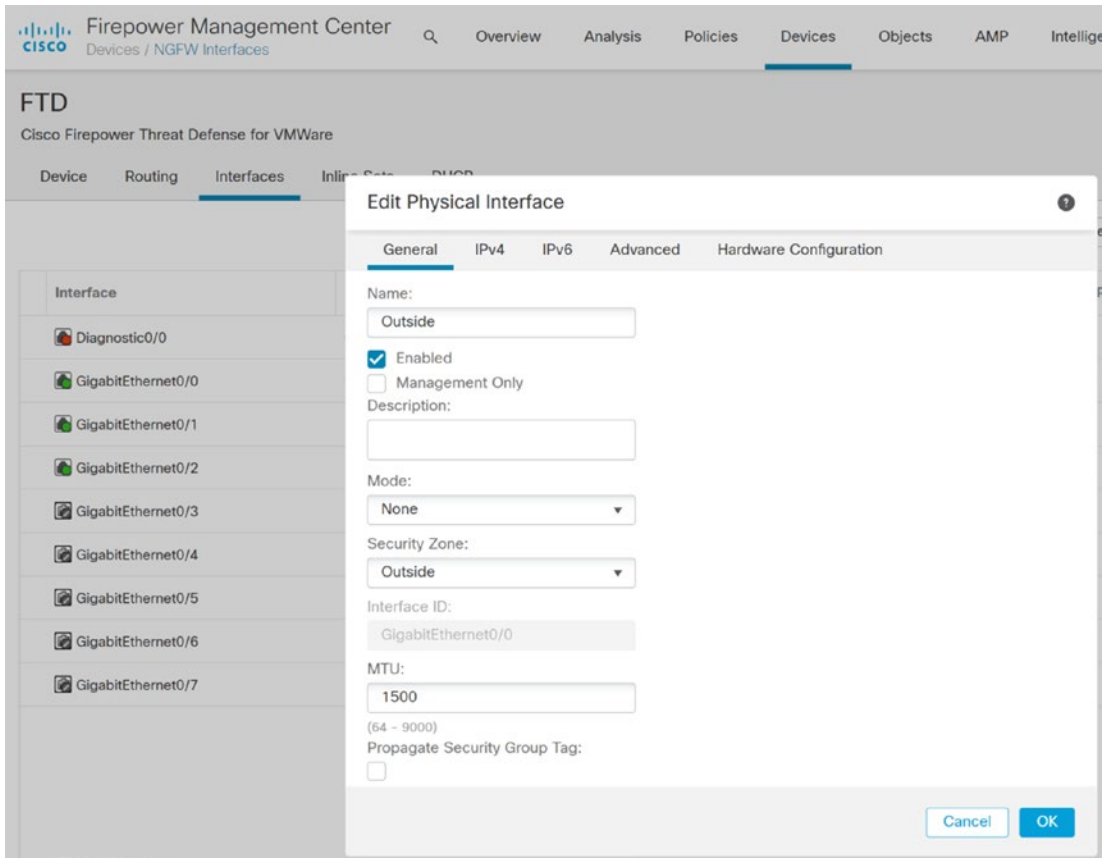 cisco
Firepower Management Center
Devices / NGFW Interfaces
Overview Analysis Policies Devices Objects AMP
FTD
Cisco Firepower Threat Defense for VMWare
Device Routing Interfaces
Edit Physical Interface
General IPv4 IPv6 Advanced Hardware Configuration
Interface
Diagnostic0/0
GigabitEthernet0/0
GigabitEthernet0/1
GigabitEthernet0/2
GigabitEthernet0/3
GigabitEthernet0/4
GigabitEthernet0/5
GigabitEthernet0/6
GigabitEthernet0/7
Name:
Outside
Enabled
Management Only
Description:
Mode:
None
Security Zone:
Outside
Interface ID:
GigabitEthernet0/0
MTU:
1500
(64 - 9000)
Propagate Security Group Tag:
Cancel OK